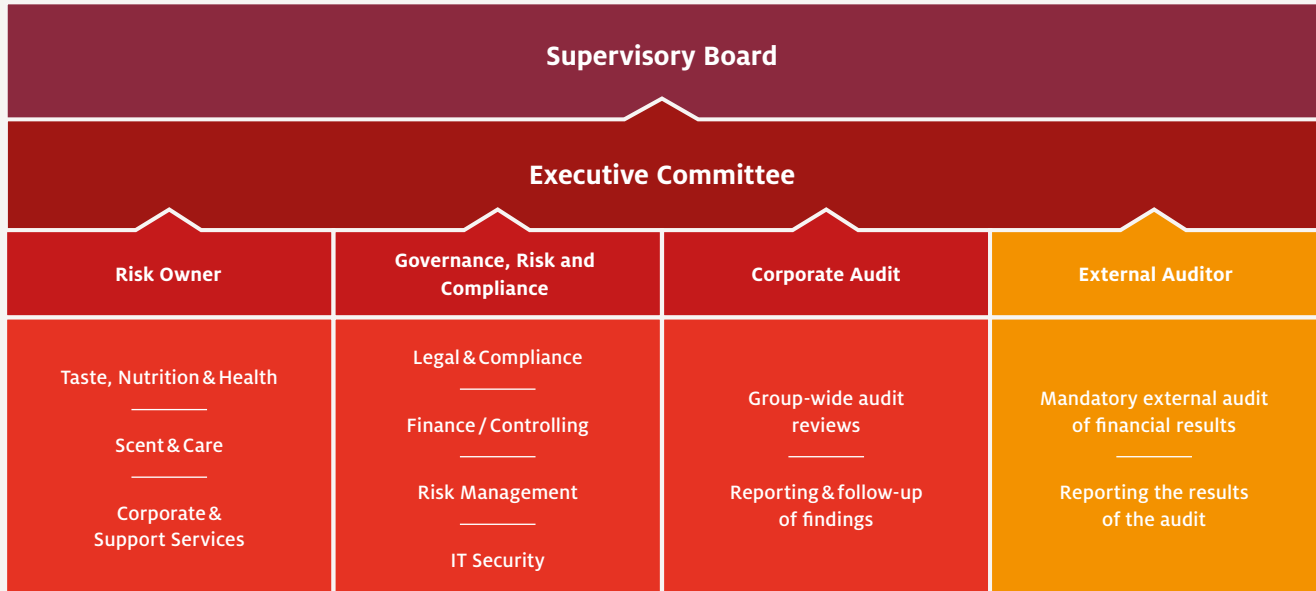 Supervisory Board
Executive Committee
Risk Owner
Governance, Risk and
Compliance
Corporate Audit
External Auditor
Taste, Nutrition & Health
Scent & Care
Corporate &
Support Services
Legal & Compliance
Finance / Controlling
Risk Management
IT Security
Group-wide audit
reviews
Reporting & follow-up
of findings
Mandatory external audit
of financial results
Reporting the results
of the audit